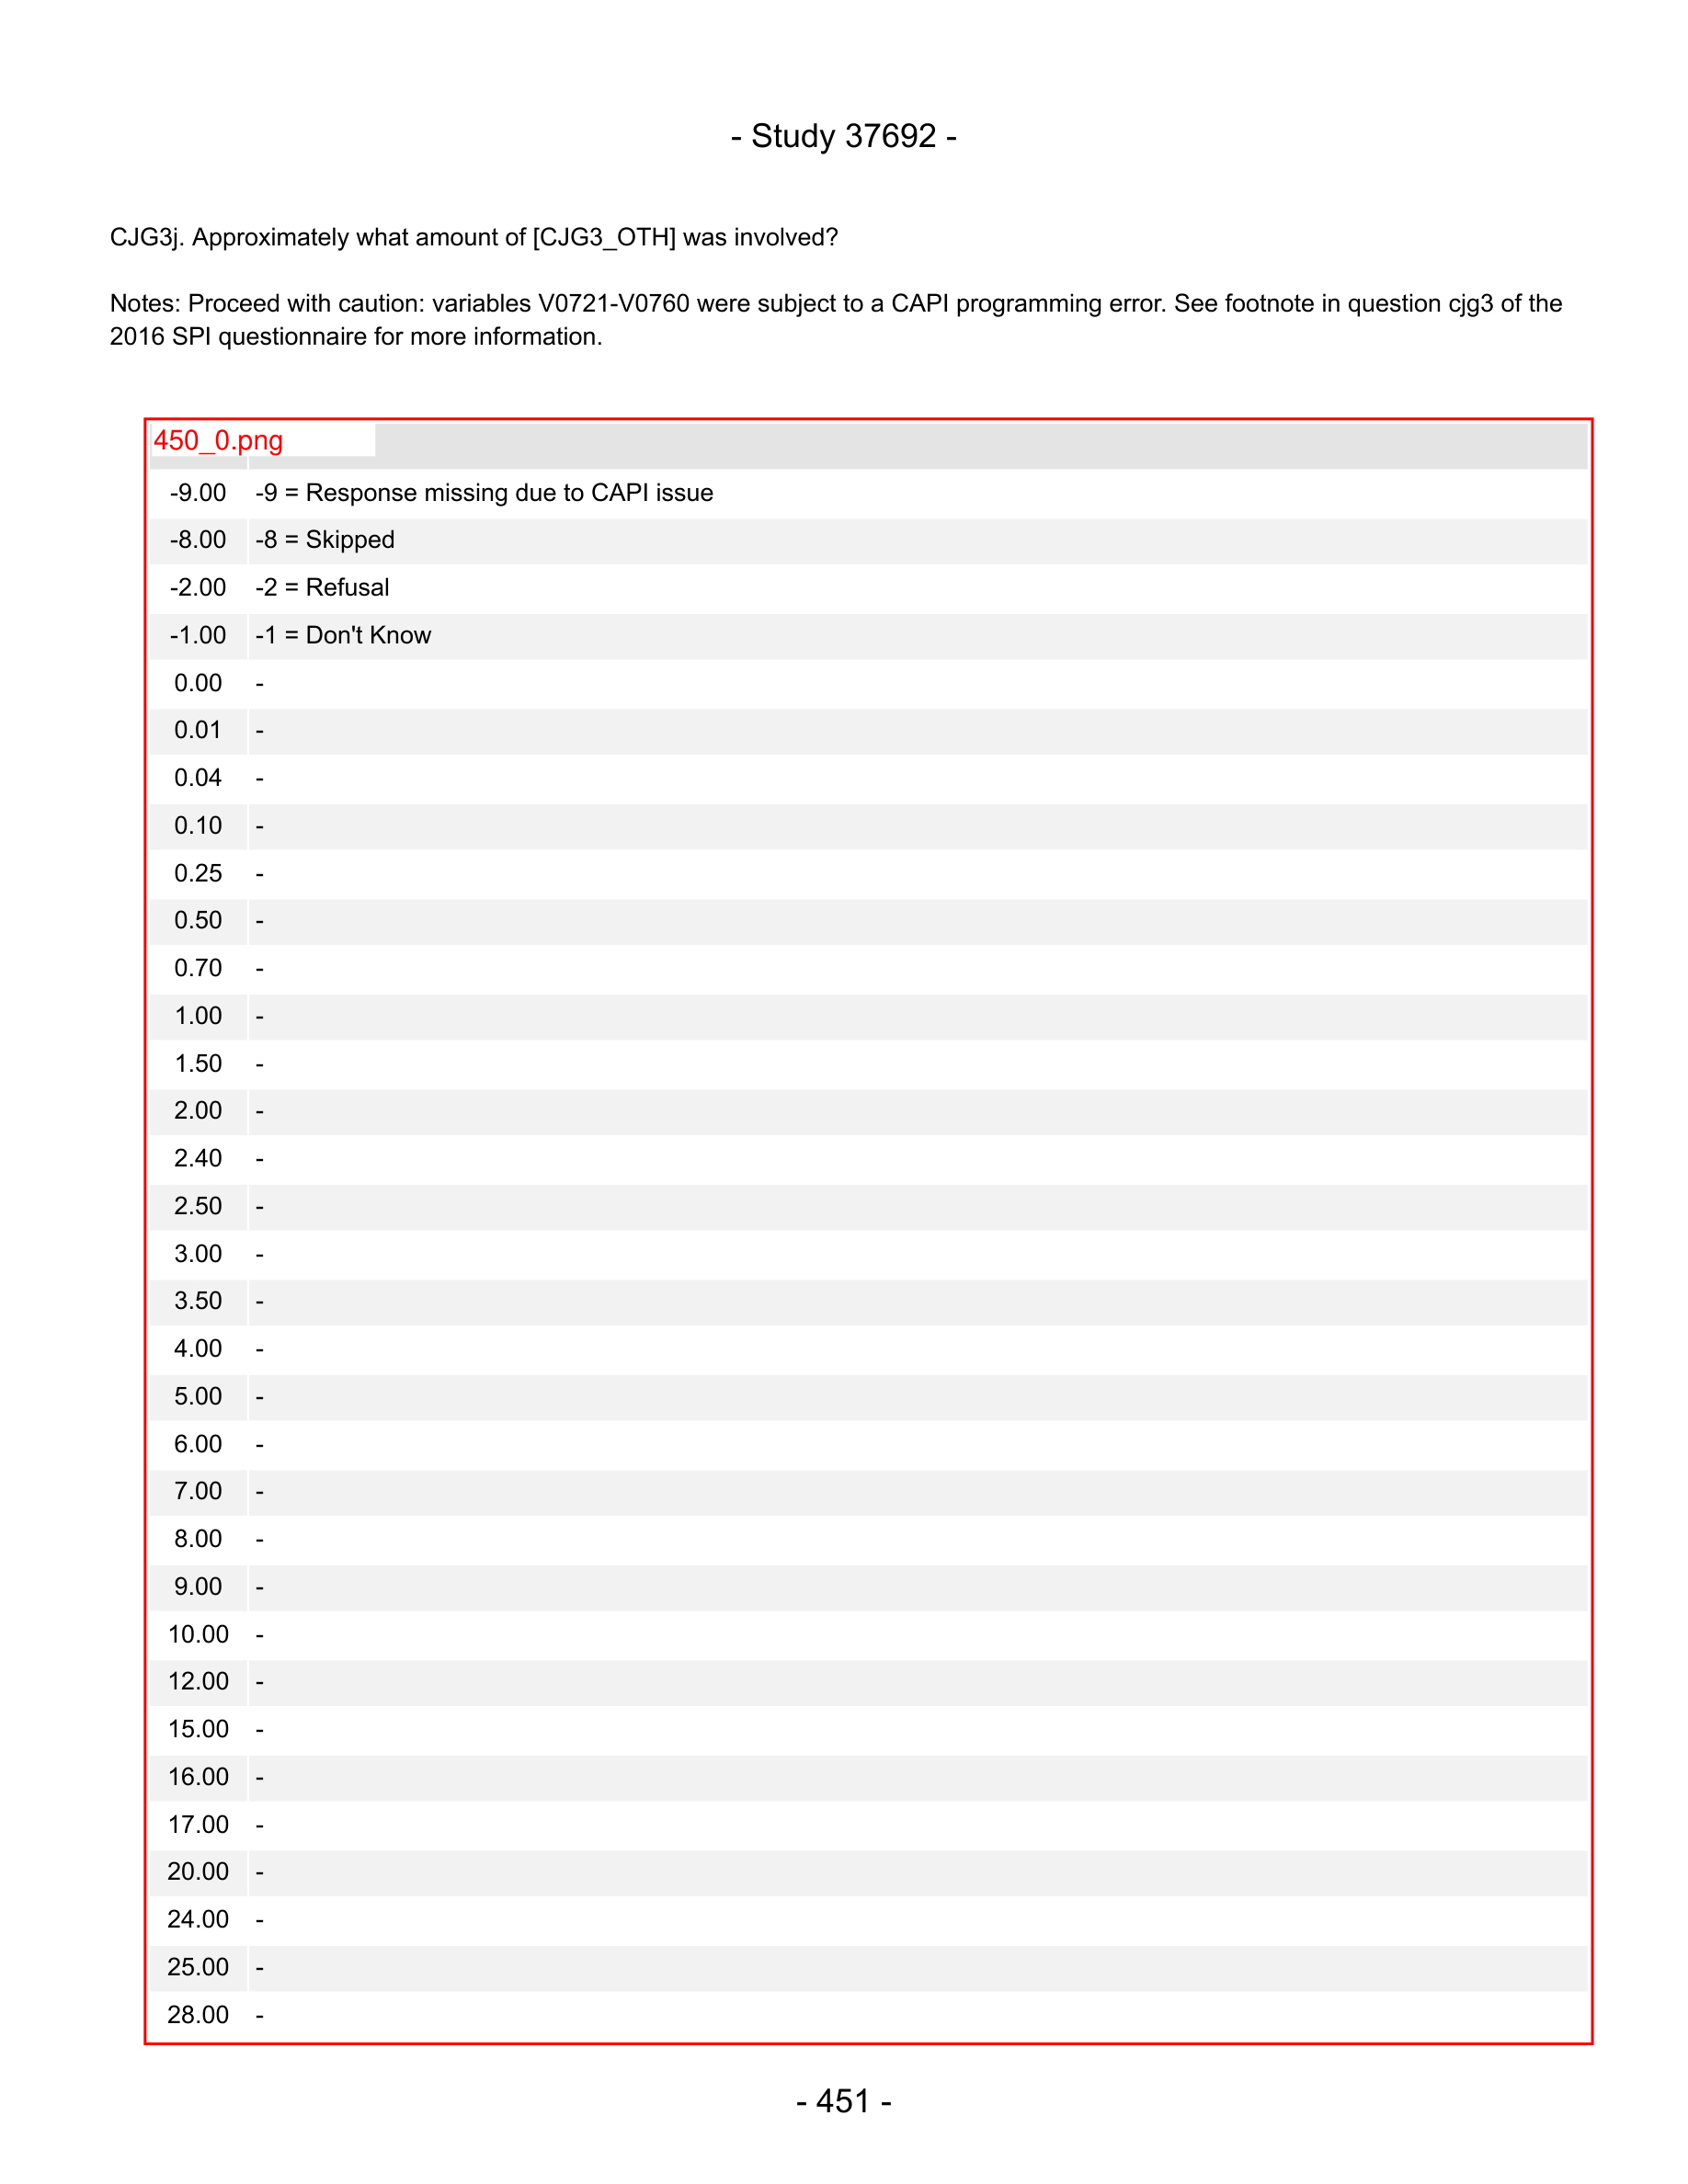 - Study 37692 -
CJG3j. Approximately what amount of [CJG3_OTH] was involved?
Notes: Proceed with caution: variables V0721-V0760 were subject to a CAPI programming error. See footnote in question cjg3 of the
2016 SPI questionnaire for more information.
450_0.png
-9.00 -9 = Response missing due to CAPI issue
-8.00 -8 = Skipped
-2.00 -2 = Refusal
-1.00 -1 = Don't Know
0.00 -
0.01 -
0.04 -
0.10 -
0.25 -
0.50 -
0.70 -
1.00 -
1.50 -
2.00 -
2.40 -
2.50 -
3.00 -
3.50 -
4.00 -
5.00 -
6.00 -
7.00 -
8.00 -
9.00 -
10.00 -
12.00 -
15.00 -
16.00 -
17.00 -
20.00 -
24.00 -
25.00 -
28.00 -
- 451 -